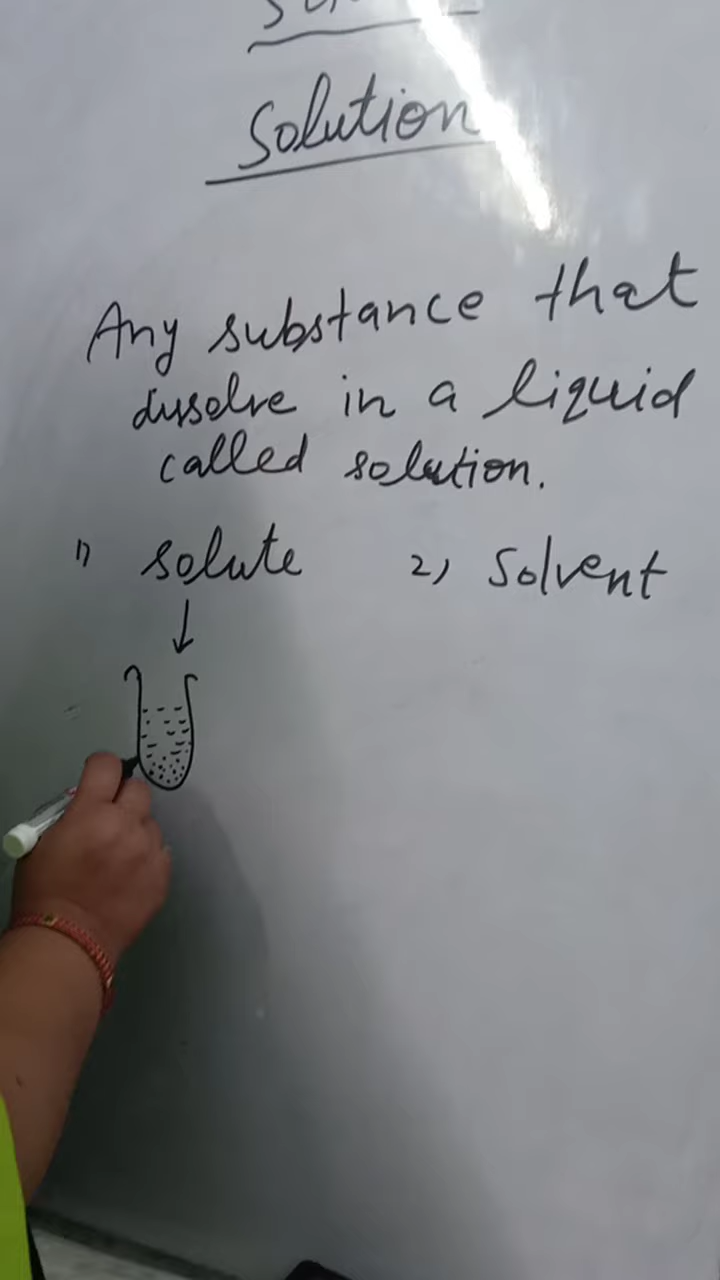 Solution
Any substance that
dissolve in a liquid
called solution.
1) solute 2) Solvent